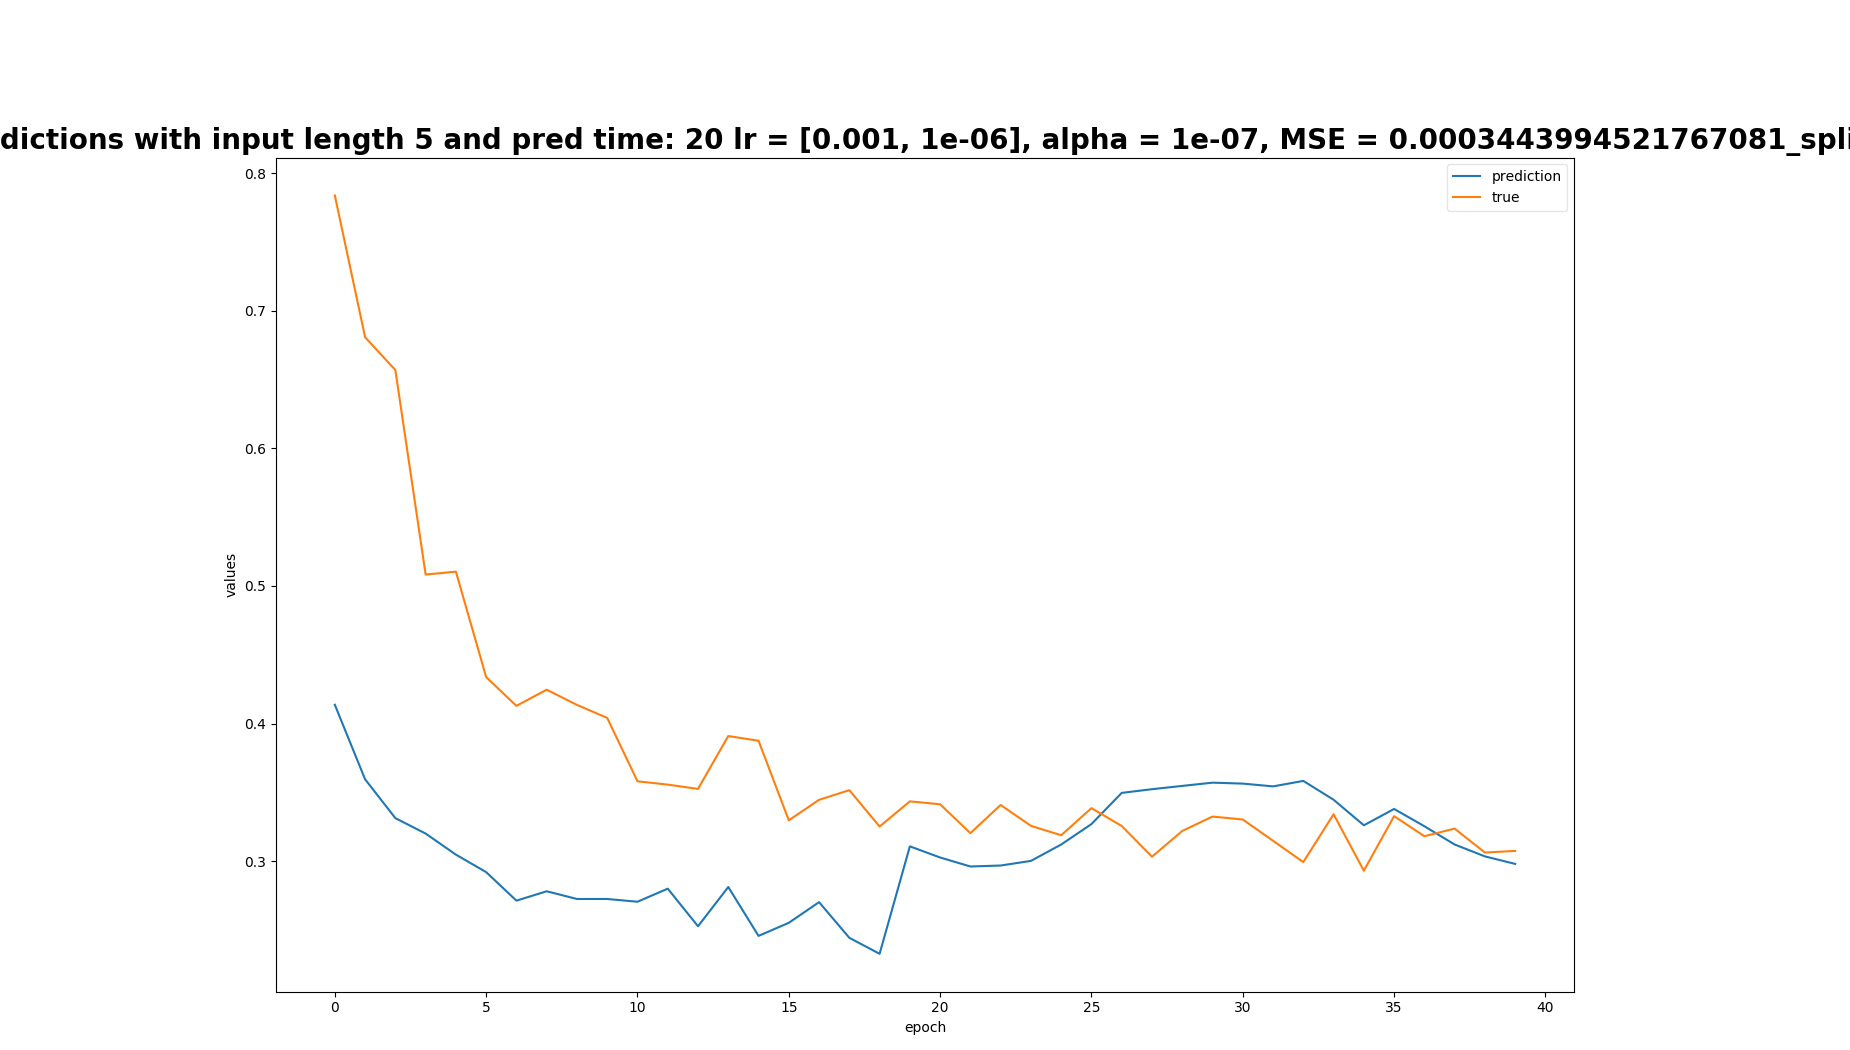 dictions with input length 5 and pred time: 20 lr = [0.001, 1e-06], alpha = 1e-07, MSE = 0.0003443994521767081_spli
prediction
true
0.8
0.7
0.6
0.5
0.4
0.3
values
0 5 10 15 20 25 30 35 40
epoch